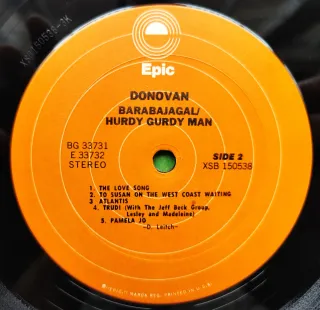 Epic
DONOVAN
BARABAJAGAL/
HURDY GURDY MAN
BG 33731
E 33732
STEREO
SIDE 2
XSB 150538
1. THE LOVE SONG
2. TO SUSAN ON THE WEST COAST WAITING
3 ATLANTIS
4. TRUDI (With The Jeff Beck Group,
Lesley and Madeleine)
5. PAMELA JO
-D. Leitch-